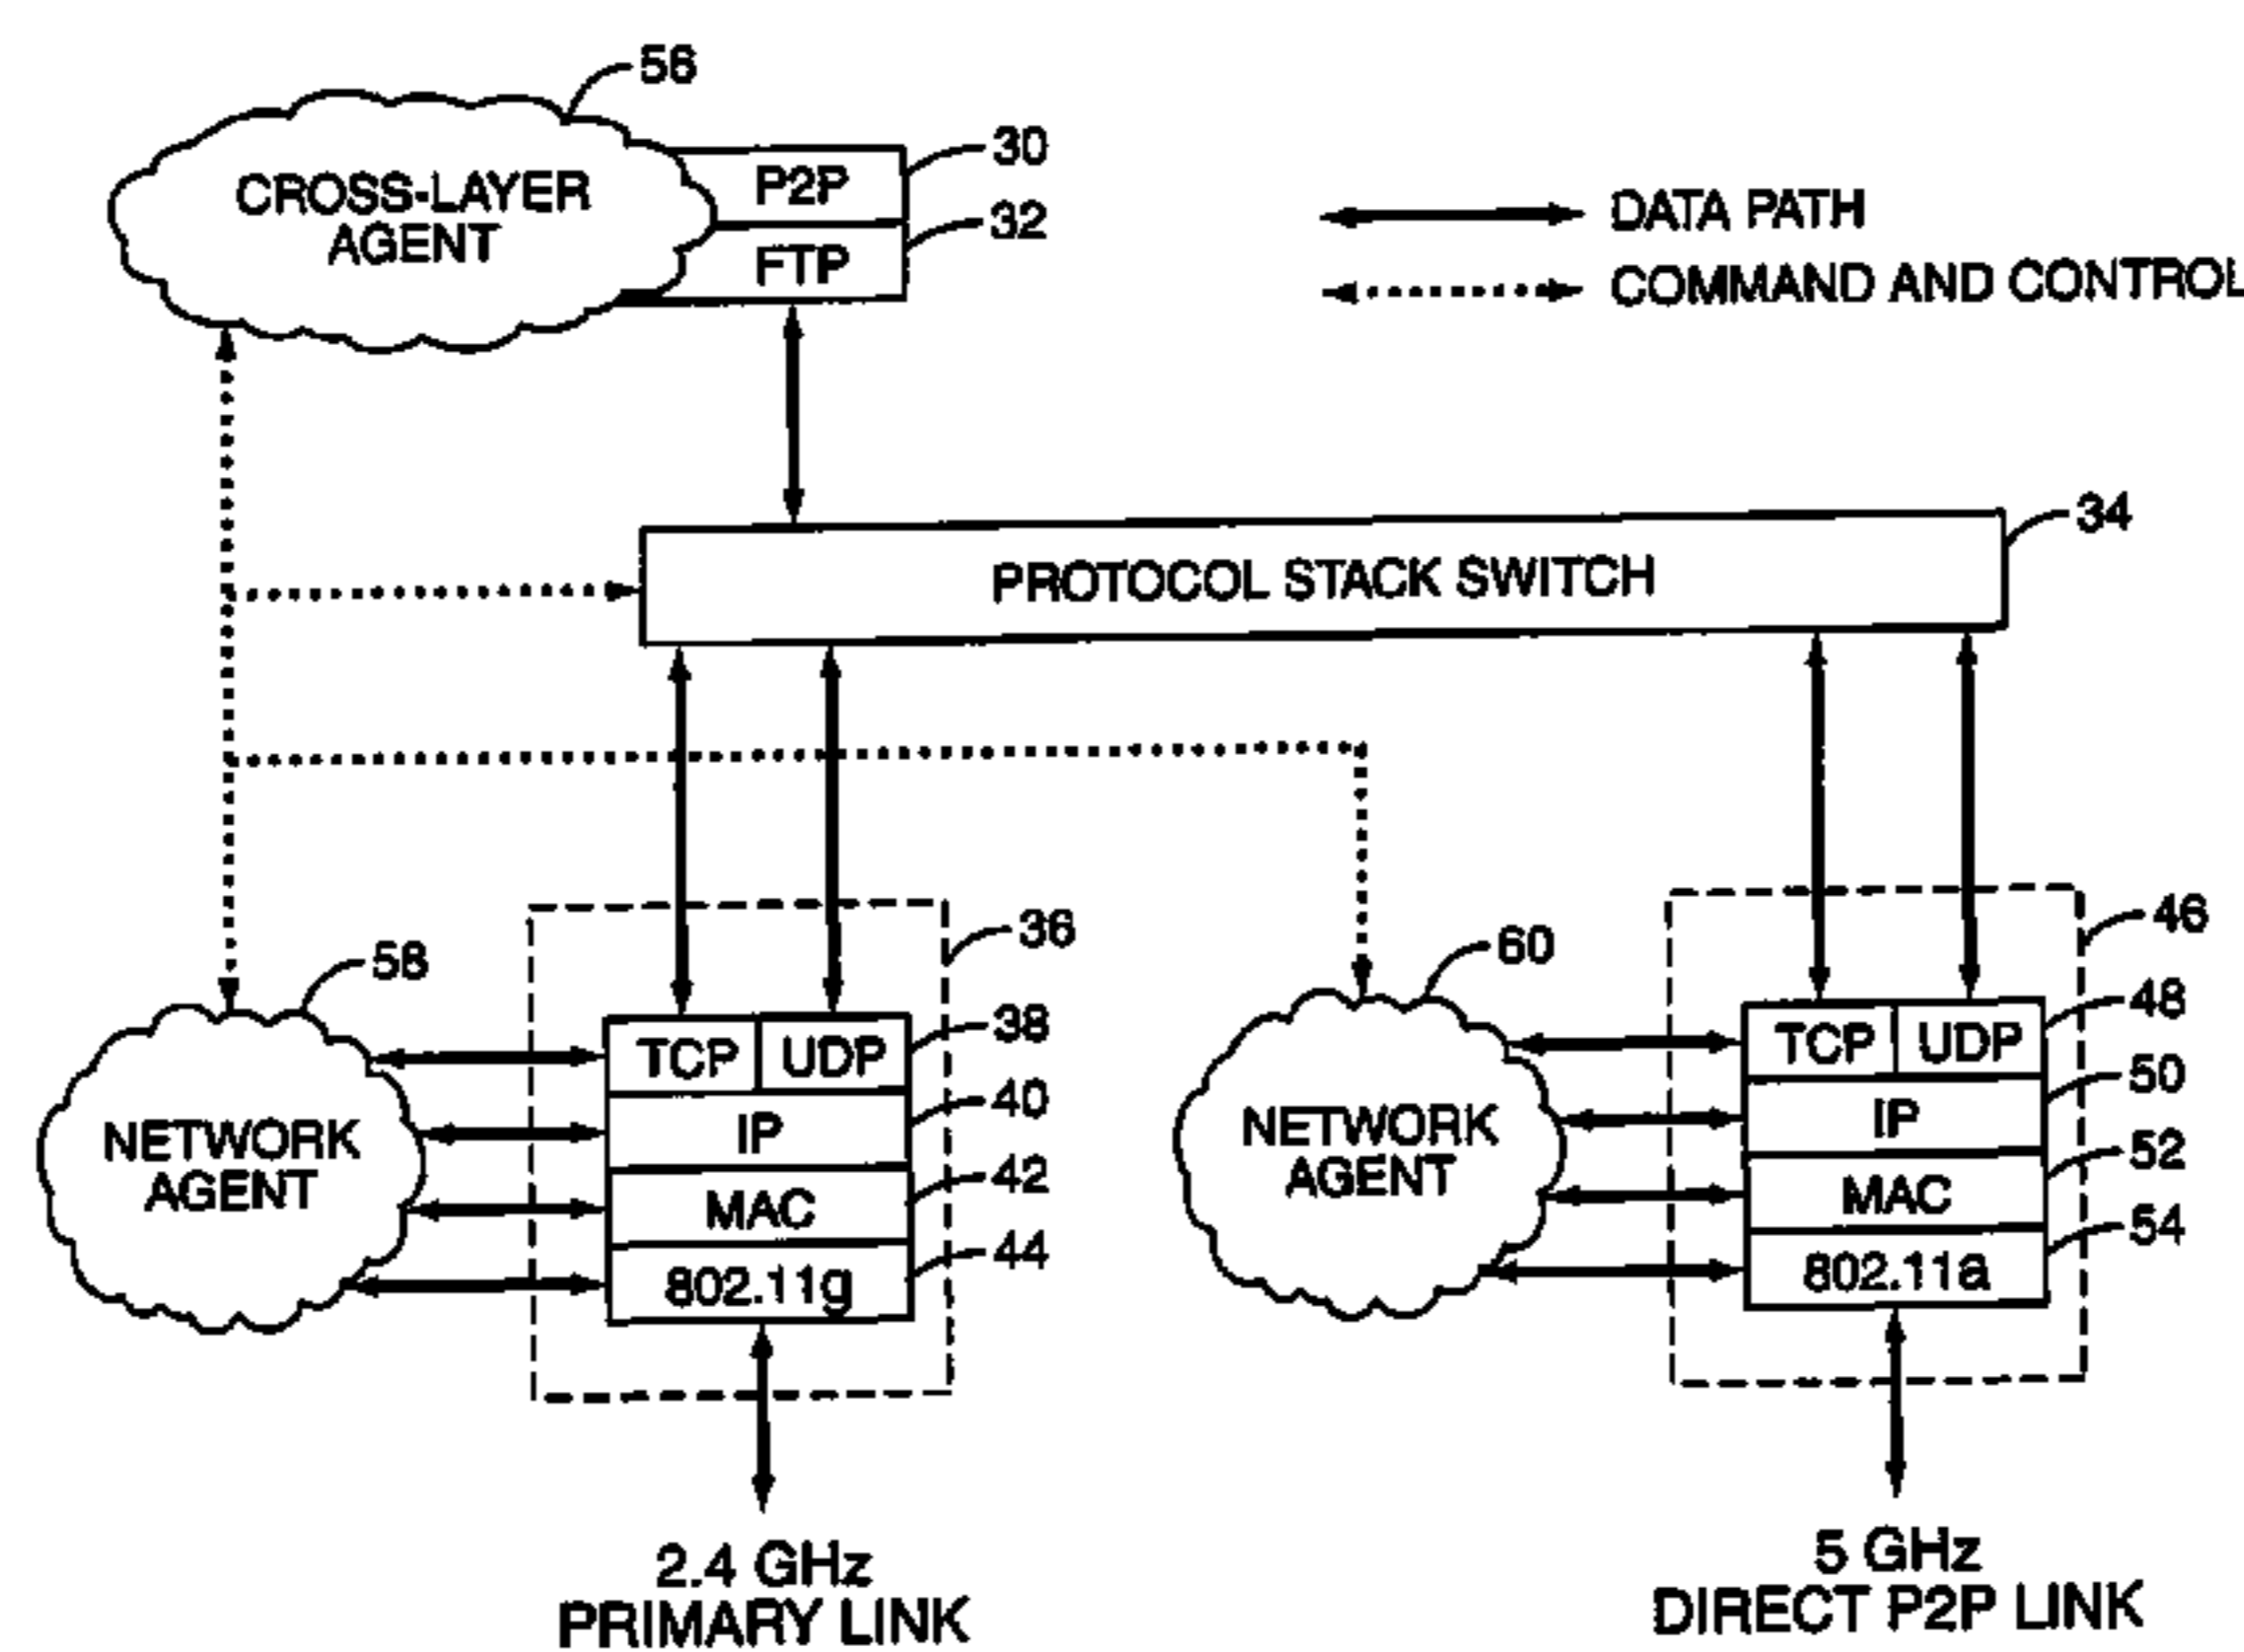 56
CROSS-LAYER
AGENT
P2P
30
FTP
32
DATA PATH
COMMAND AND CONTROL
PROTOCOL STACK SWITCH
34
36
46
58
60
NETWORK
AGENT
TCP
UDP
38
IP
40
MAC
42
802.11g
44
NETWORK
AGENT
TCP
UDP
48
IP
50
MAC
52
802.11a
54
2.4 GHz
PRIMARY LINK
5 GHz
DIRECT P2P LINK